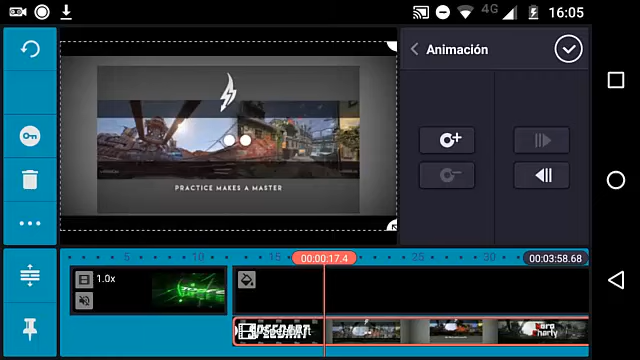 4G
16:05
Animación
PRACTICE MAKES A MASTER
5
10
15
00:00:17.4
25
30
00:03:58.68
1.0x
SPEEDART